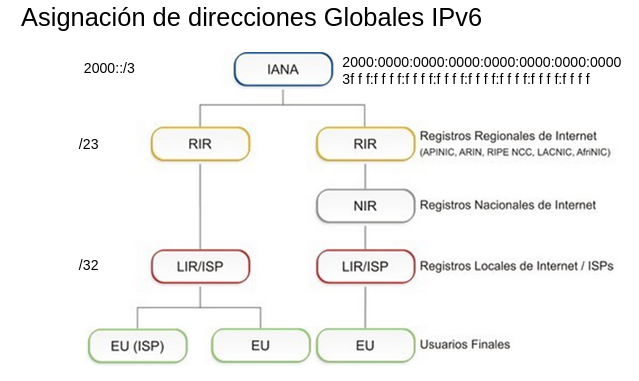 Asignación de direcciones Globales IPv6
2000::/3
IANA
2000:0000:0000:0000:0000:0000:0000:0000
3f f f:f f f f:f f f f:f f f f:f f f f:f f f f:f f f f:f f f f
/23
RIR
RIR
Registros Regionales de Internet
(APINIC, ARIN, RIPE NCC, LACNIC, AfriNIC)
NIR
Registros Nacionales de Internet
/32
LIR/ISP
LIR/ISP
Registros Locales de Internet / ISPs
EU (ISP)
EU
EU
Usuarios Finales